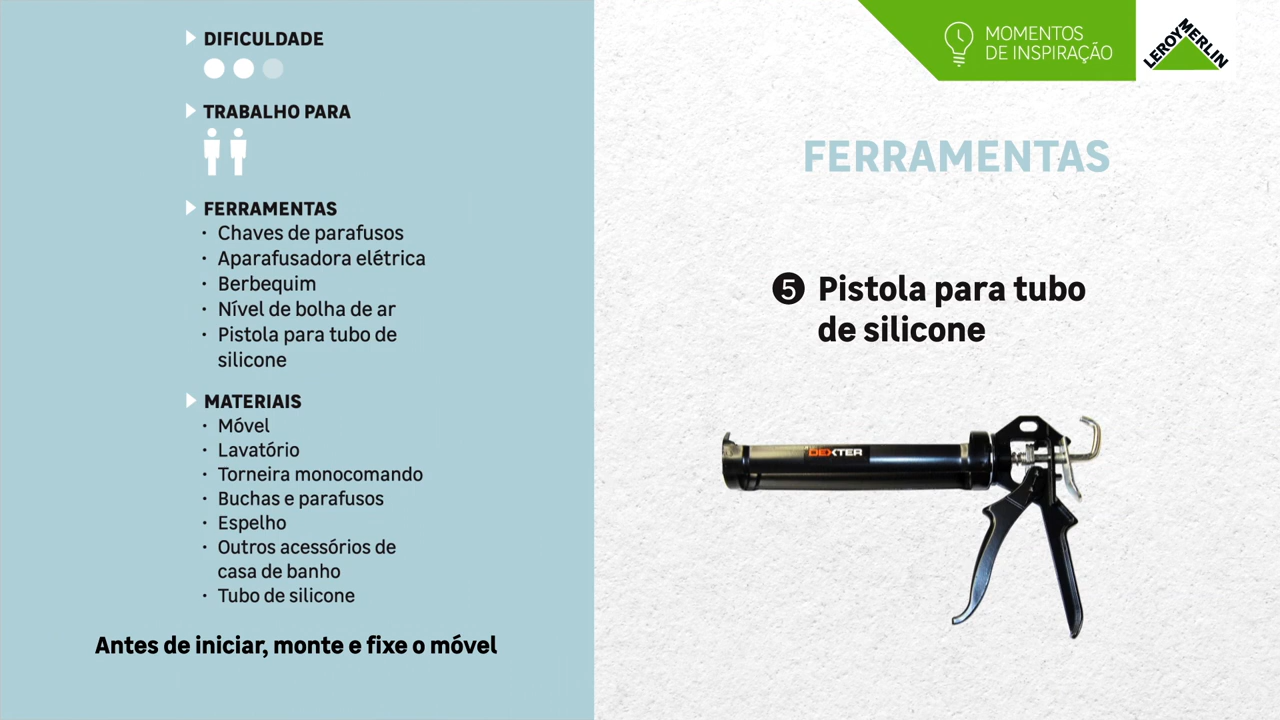 DIFICULDADE
TRABALHO PARA
FERRAMENTAS
· Chaves de parafusos
· Aparafusadora elétrica
· Berbequim
· Nível de bolha de ar
· Pistola para tubo de
silicone
MATERIAIS
· Móvel
· Lavatório
· Torneira monocomando
· Buchas e parafusos
· Espelho
· Outros acessórios de
casa de banho
· Tubo de silicone
Antes de iniciar, monte e fixe o móvel
MOMENTOS
DE INSPIRAÇÃO
LEROY MERLIN
FERRAMENTAS
5 Pistola para tubo
de silicone
DEXTER